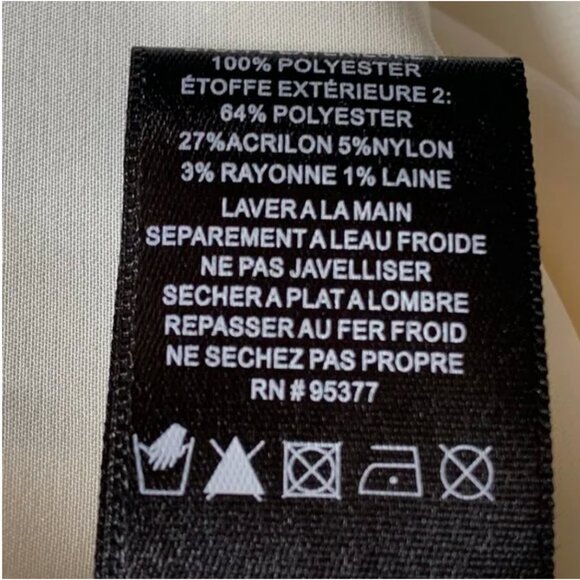 100% POLYESTER
ÉTOFFE EXTÉRIEURE 2:
64% POLYESTER
27%ACRILON 5%NYLON
3% RAYONNE 1% LAINE
LAVER A LA MAIN
SEPAREMENT A LEAU FROIDE
NE PAS JAVELLISER
SECHER A PLAT A LOMBRE
REPASSER AU FER FROID
NE SECHEZ PAS PROPRE
RN # 95377